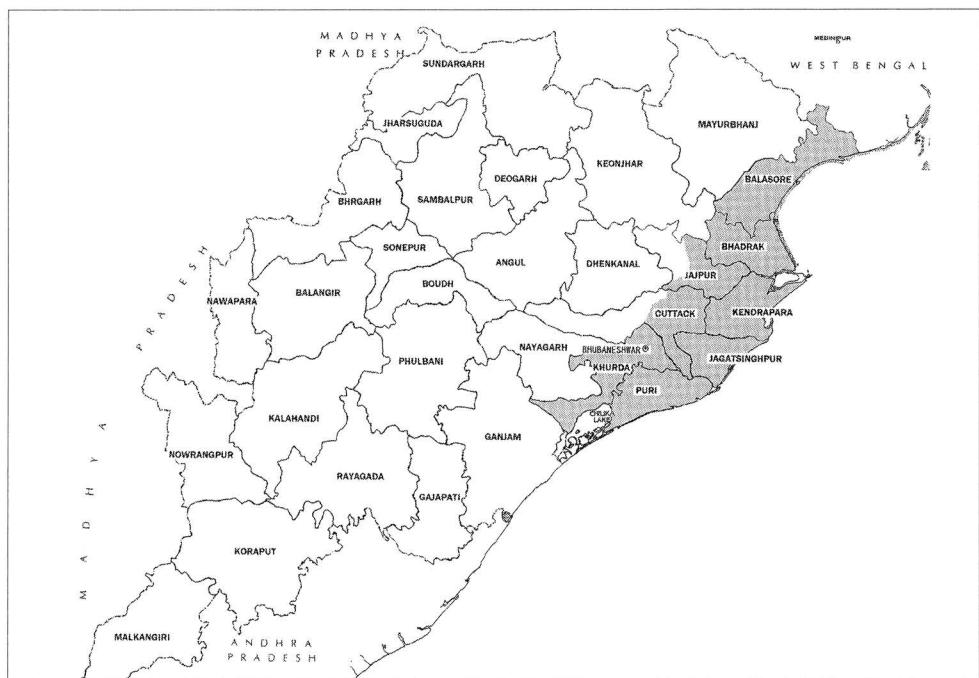 MADHYA
PRADESH
MEDINIPUR
WEST BENGAL
SUNDARGARH
JHARSUGUDA
MAYURBHANJ
KEONJHAR
DEOGARH
BALASORE
BHRGARH
SAMBALPUR
SONEPUR
BHADRAK
ANGUL
DHENKANAL
JAJPUR
BOUDH
BALANGIR
NAWAPARA
PRADESH
CUTTACK
KENDRAPARA
NAYAGARH
BHUBANESHWAR
KHURDA
JAGATSINGHPUR
PHULBANI
PURI
KALAHANDI
CHILIK
LAKE
GANJAM
NOWRANGPUR
RAYAGADA
GAJAPATI
MADHYA
KORAPUT
MALKANGIRI
ANDHRA
PRADESH